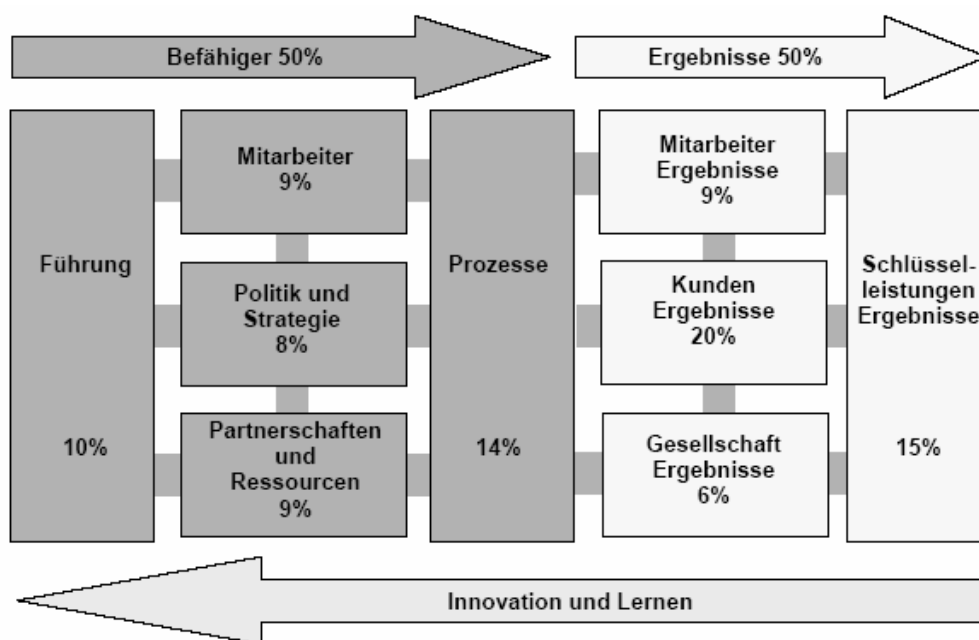 Befähiger 50%
Ergebnisse 50%
Führung
10%
Mitarbeiter
9%
Politik und
Strategie
8%
Partnerschaften
und
Ressourcen
9%
Prozesse
14%
Mitarbeiter
Ergebnisse
9%
Kunden
Ergebnisse
20%
Gesellschaft
Ergebnisse
6%
Schlüssel-
leistungen
Ergebnisse
15%
Innovation und Lernen